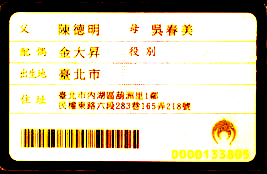 父 陳德明 母 吳春美
配偶 金大昇 役別
出生地 臺北市
住址 臺北市內湖區葫洲里1鄰
民權東路六段283巷165弄218號
0000133805